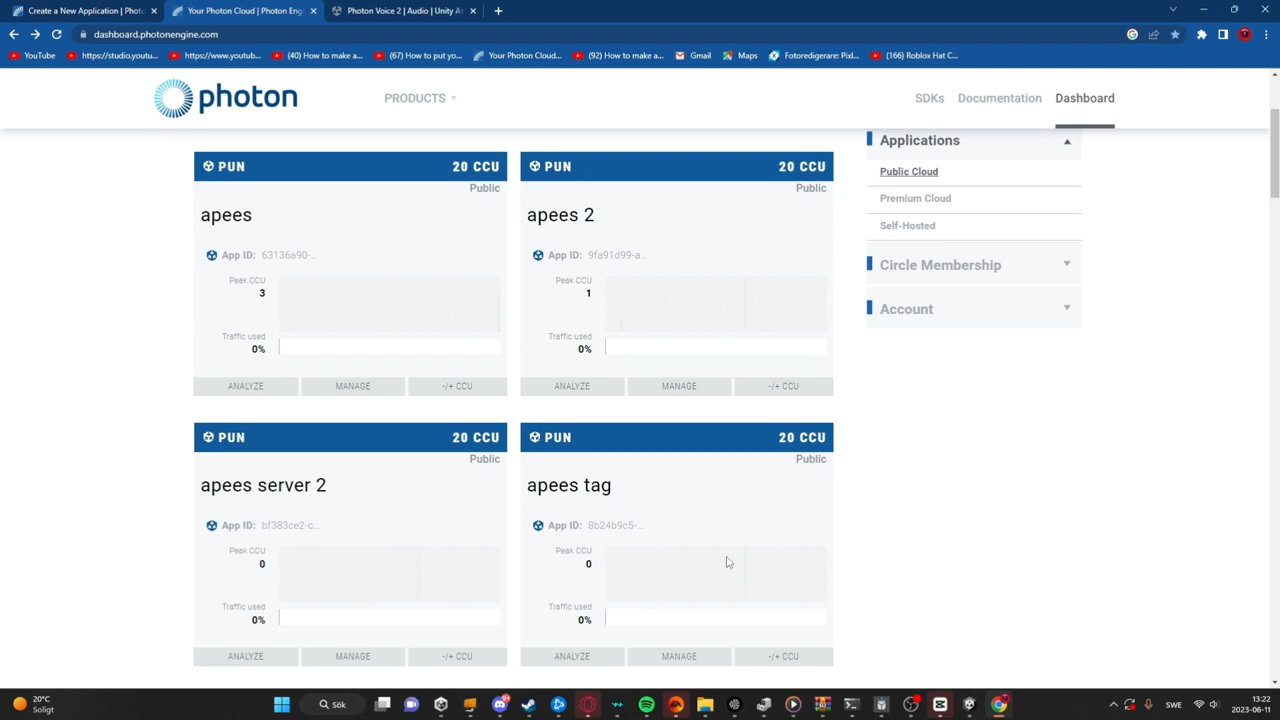 Create a New Application | Phot
Your Photon Cloud | Photon Eng
Photon Voice 2 | Audio | Unity A
dashboard.photonengine.com
YouTube
https://studio.youtu...
https://www.youtub...
(40) How to make a...
(67) How to put yo...
Your Photon Cloud...
(92) How to make a...
Gmail
Maps
Fotoredigerare: Pixl...
(166) Roblox Hat C...
photon
PRODUCTS
SDKs
Documentation
Dashboard
PUN
20 CCU
Public
apees
App ID: 63136a90-...
Peak CCU
3
Traffic used
0%
ANALYZE
MANAGE
-/+ CCU
PUN
20 CCU
Public
apees 2
App ID: 9fa91d99-a...
Peak CCU
1
Traffic used
0%
ANALYZE
MANAGE
-/+ CCU
PUN
20 CCU
Public
apees server 2
App ID: bf383ce2-c...
Peak CCU
0
Traffic used
0%
ANALYZE
MANAGE
-/+ CCU
PUN
20 CCU
Public
apees tag
App ID: 8b24b9c5-...
Peak CCU
0
Traffic used
0%
ANALYZE
MANAGE
-/+ CCU
Applications
Public Cloud
Premium Cloud
Self-Hosted
Circle Membership
Account
20°C
Soligt
Sök
SWE
13:22
2023-06-11